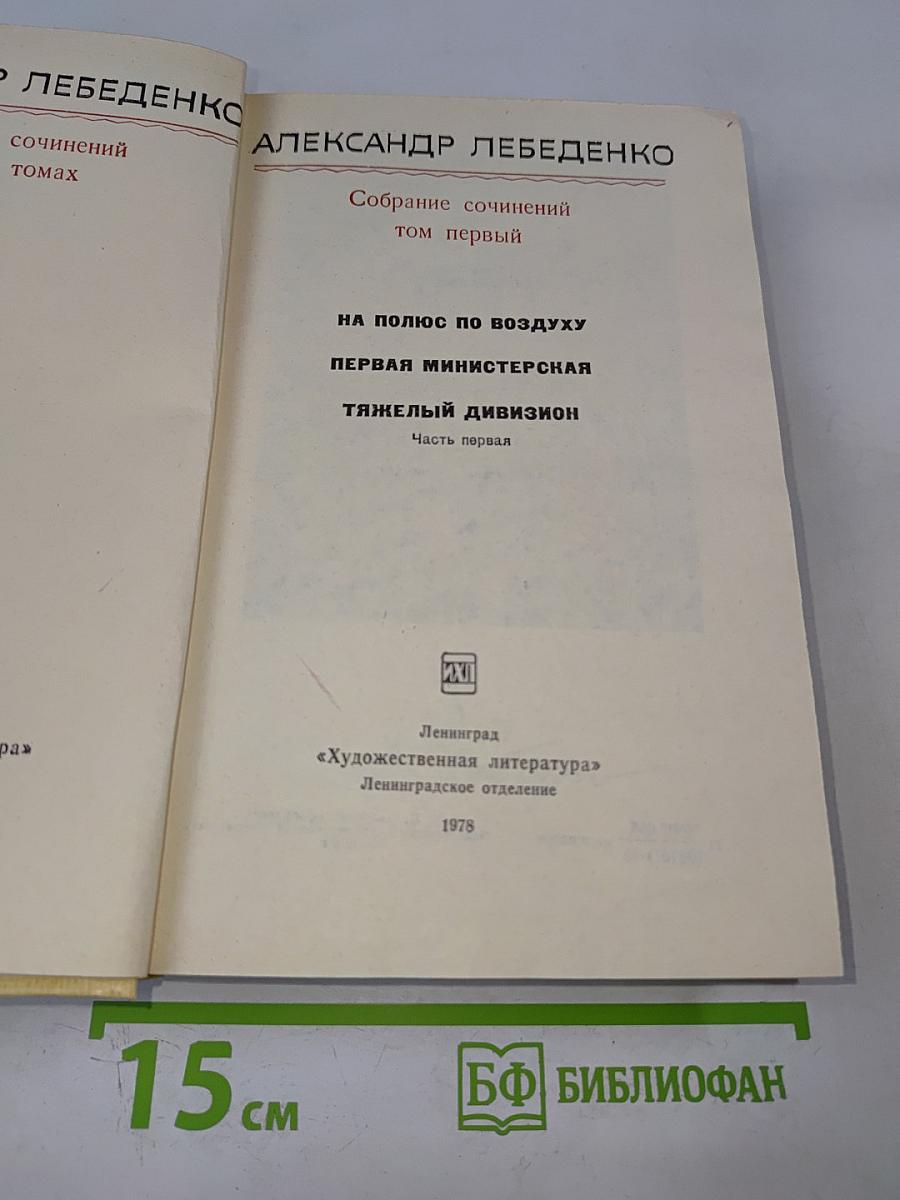 Р ЛЕБЕДЕНКО
сочинений
томах
ра»
АЛЕКСАНДР ЛЕБЕДЕНКО
Собрание сочинений
том первый
НА ПОЛЮС ПО ВОЗДУХУ
ПЕРВАЯ МИНИСТЕРСКАЯ
ТЯЖЕЛЫЙ ДИВИЗИОН
Часть первая
ИХЛ
Ленинград
«Художественная литература»
Ленинградское отделение
1978
15 см
БФ БИБЛИОФАН